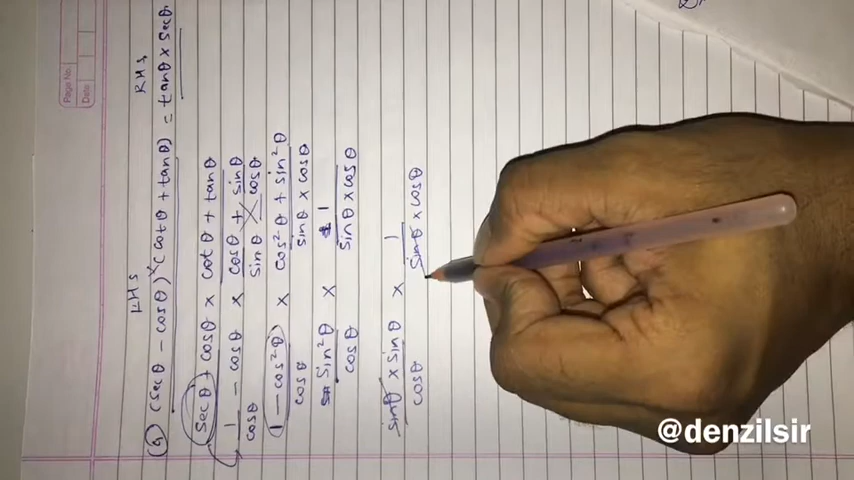 Page No.
Date
LHS RHS
(G) (secθ - cosθ) × (cotθ + tanθ) = tanθ × secθ
secθ + cosθ × cotθ + tanθ
1/cosθ - cosθ × cosθ/sinθ + sinθ/cosθ
1 - cos²θ/cosθ × cos²θ + sin²θ/sinθ × cosθ
sin²θ/cosθ × 1/sinθ × cosθ
sinθ × sinθ/cosθ × 1/sinθ × cosθ
@denzilsir